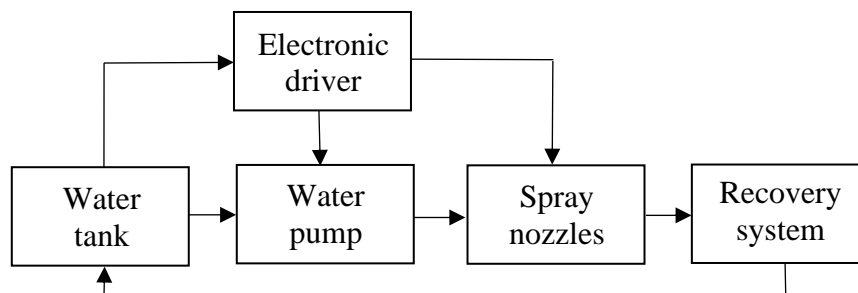 Electronic
driver
Water
tank
Water
pump
Spray
nozzles
Recovery
system